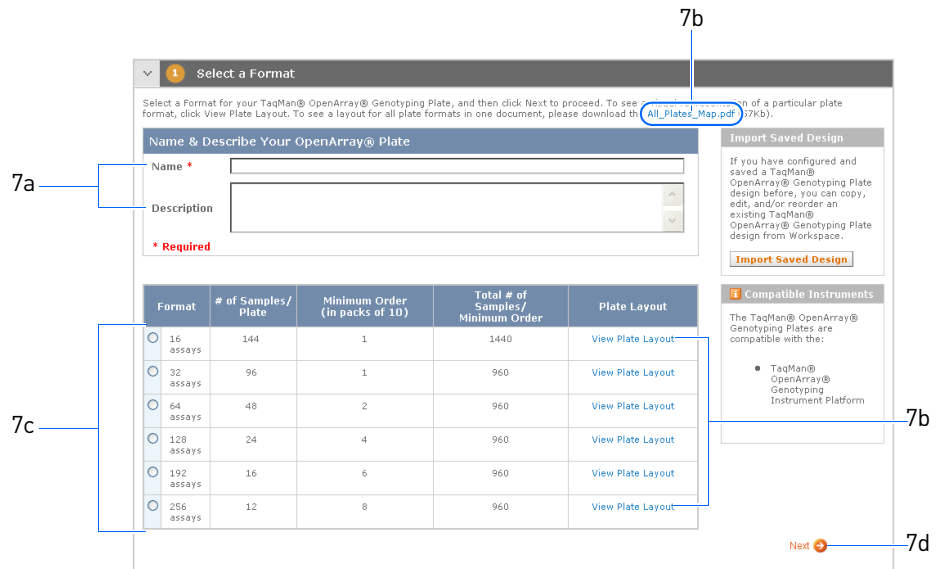 7b
1 Select a Format
Select a Format for your TaqMan® OpenArray® Genotyping Plate, and then click Next to proceed. To see a of a particular plate
format, click View Plate Layout. To see a layout for all plate formats in one document, please download the All_Plates_Map.pdf 57Kb).
Name & Describe Your OpenArray® Plate
7a
Name *
Description
* Required
Import Saved Design
If you have configured and
saved a TaqMan®
OpenArray® Genotyping Plate
design before, you can copy,
edit, and/or reorder an
existing TaqMan®
OpenArray® Genotyping Plate
design from Workspace.
Import Saved Design
Format # of Samples/ Plate Minimum Order (in packs of 10) Total # of Samples/ Minimum Order Plate Layout
16 assays 144 1 1440 View Plate Layout
32 assays 96 1 960 View Plate Layout
64 assays 48 2 960 View Plate Layout
128 assays 24 4 960 View Plate Layout
192 assays 16 6 960 View Plate Layout
256 assays 12 8 960 View Plate Layout
7c
7b
i Compatible Instruments
The TaqMan® OpenArray®
Genotyping Plates are
compatible with the:
• TaqMan®
OpenArray®
Genotyping
Instrument Platform
Next
7d